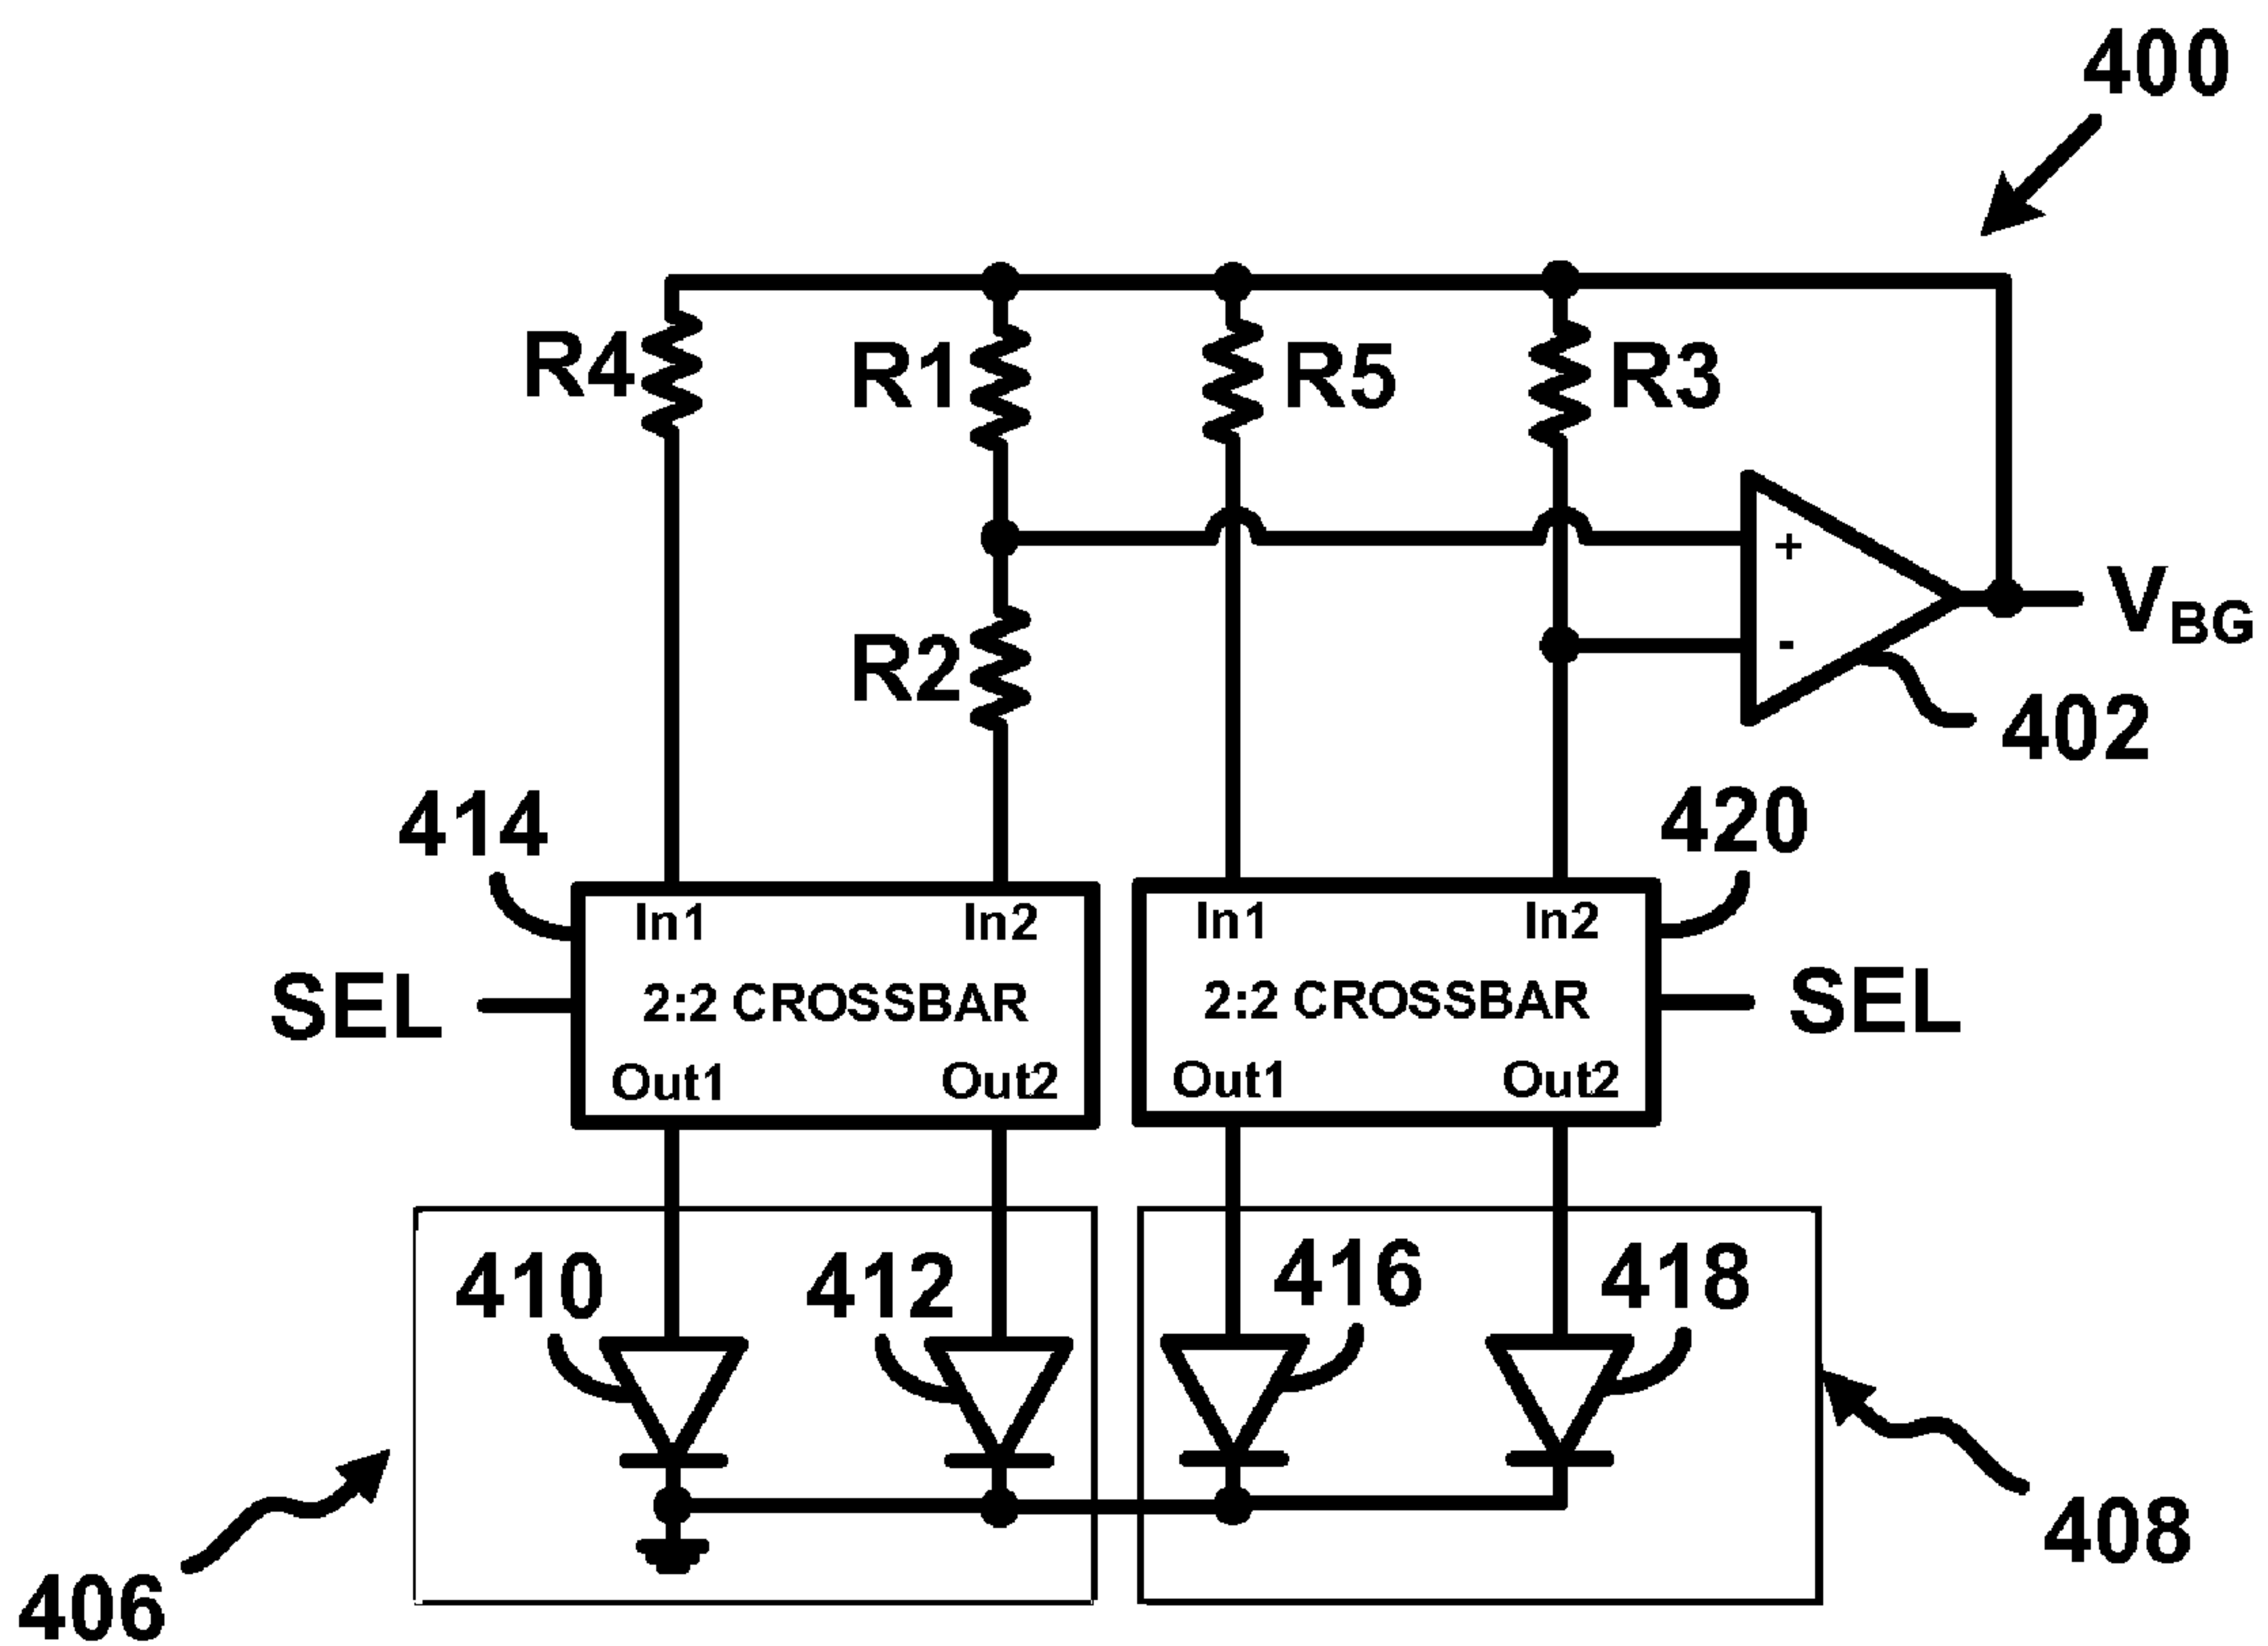 400
R4 R1 R5 R3
+
V_BG
-
R2
402
414 420
In1 In2 In1 In2
SEL 2:2 CROSSBAR 2:2 CROSSBAR SEL
Out1 Out2 Out1 Out2
410 412 416 418
406 408